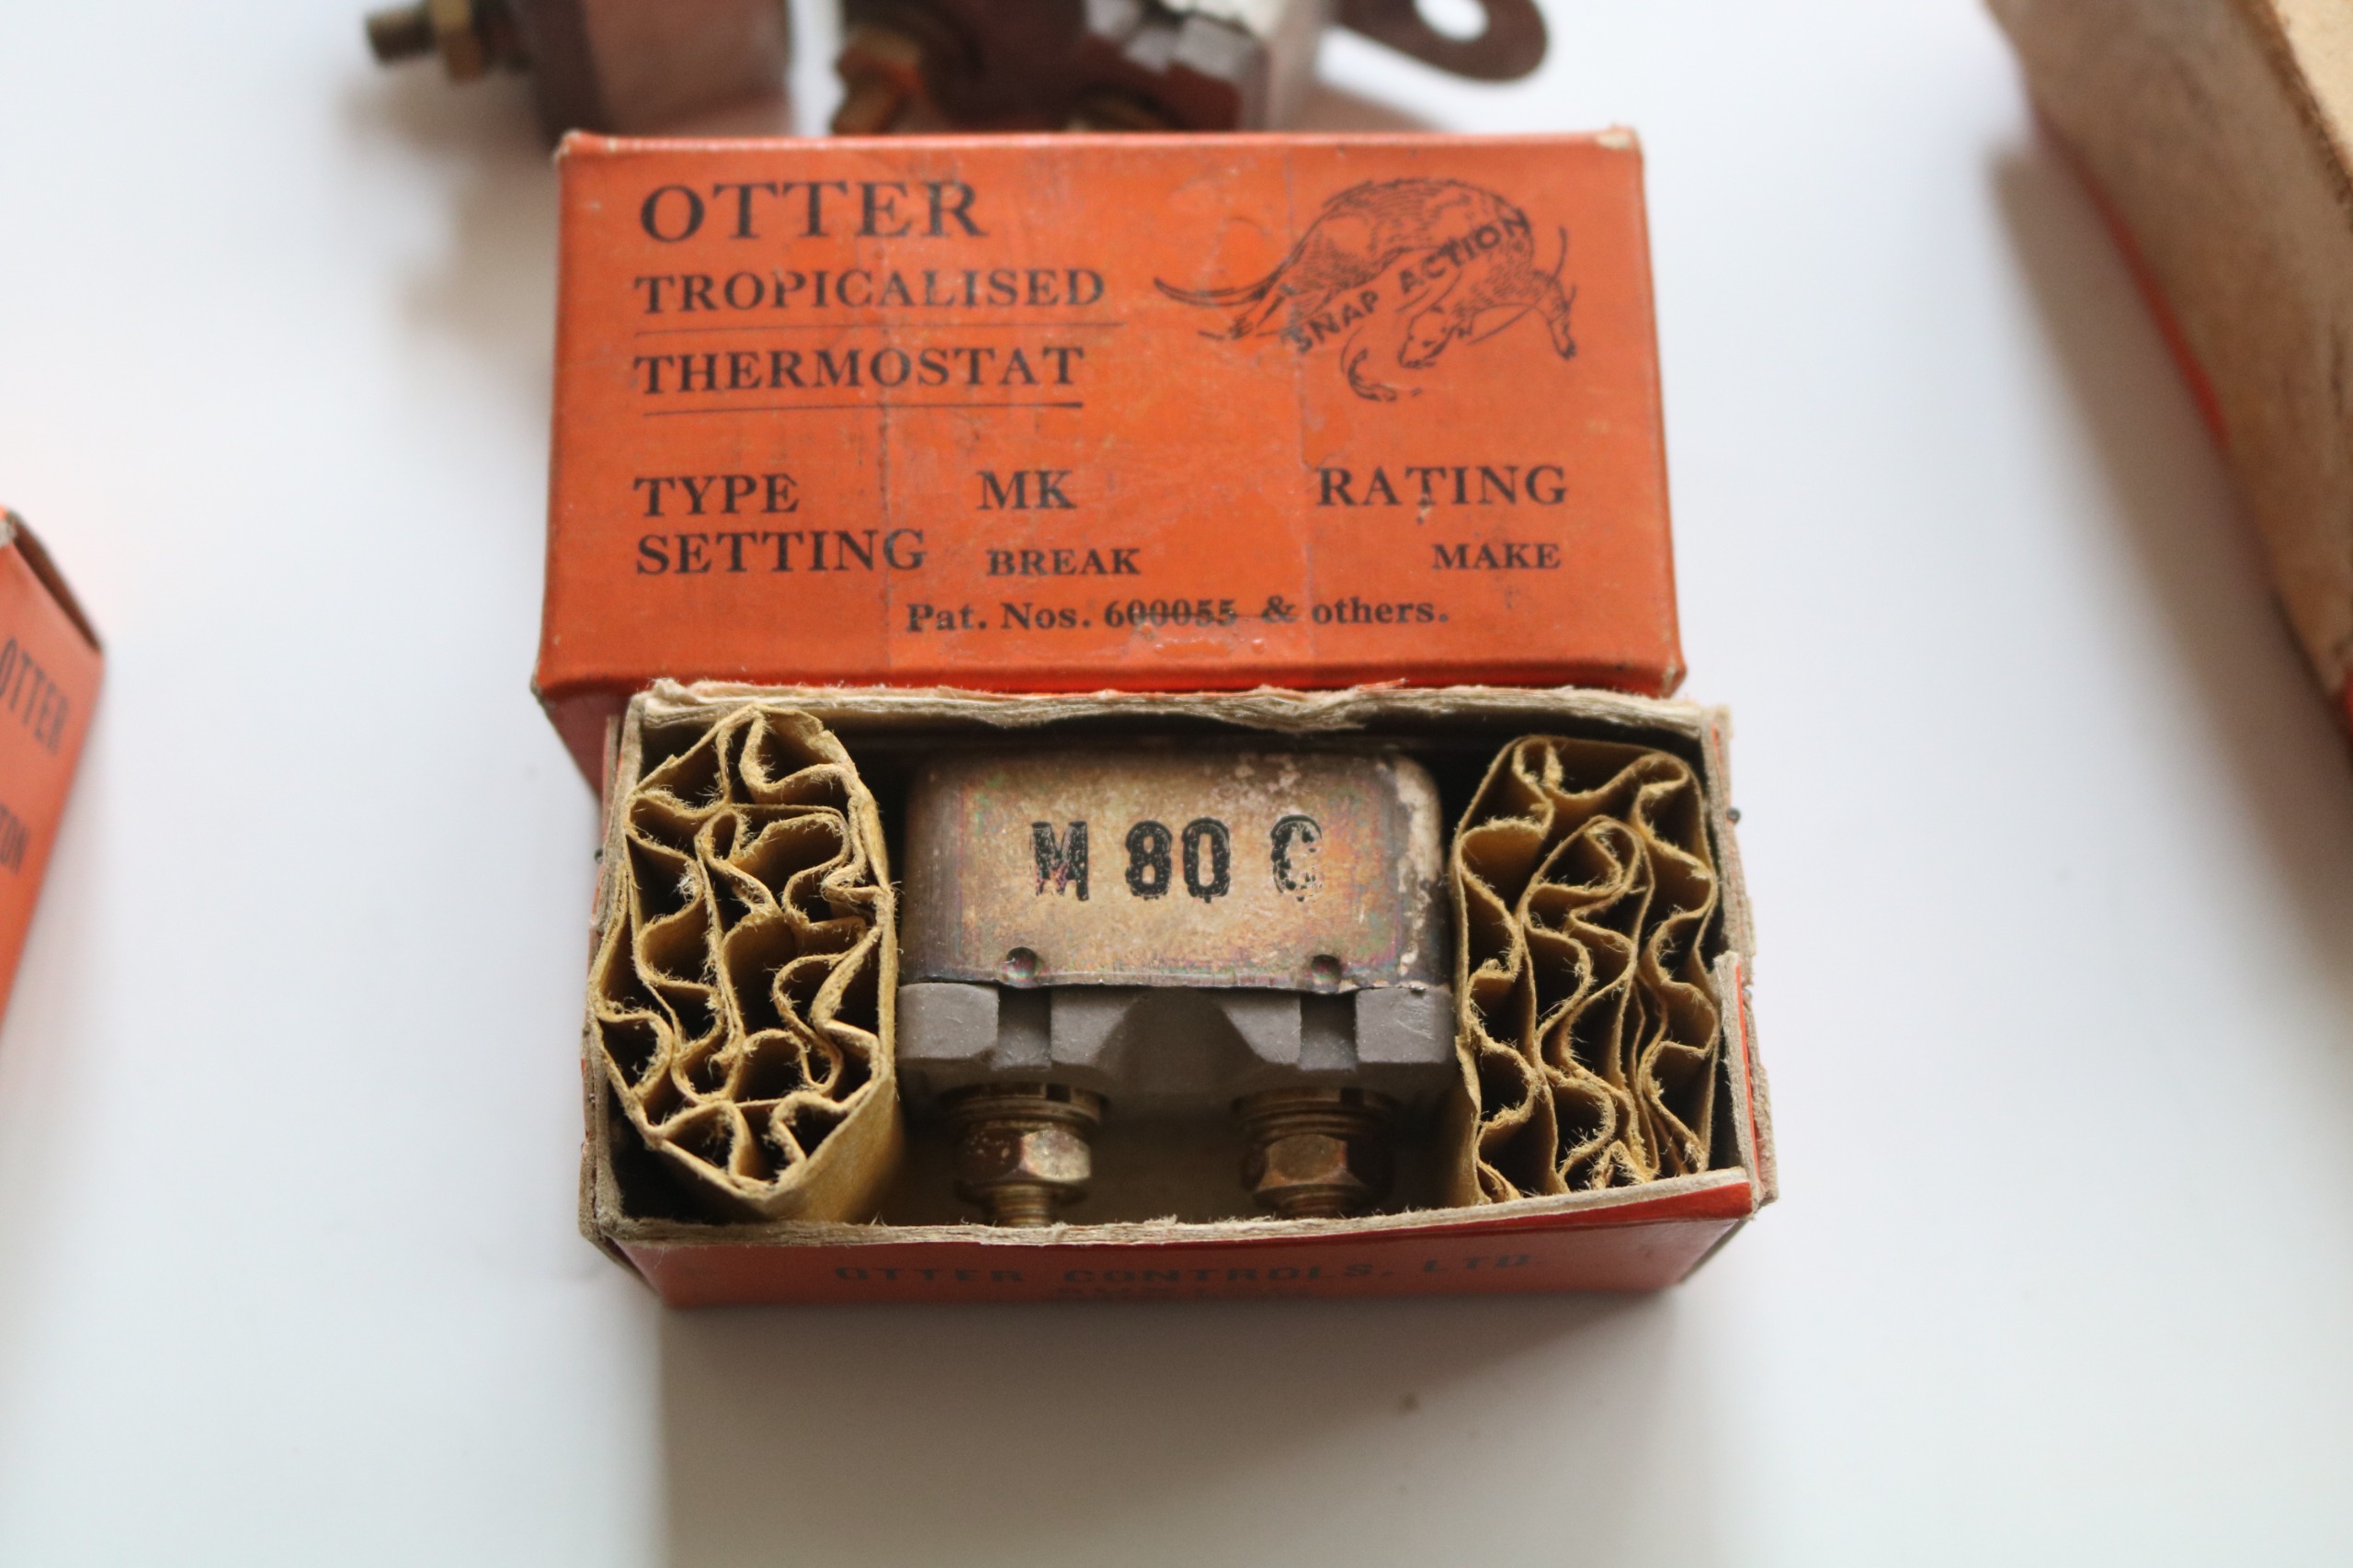 OTTER
TROPICALISED
THERMOSTAT
SNAP ACTION
TYPE MK RATING
SETTING BREAK MAKE
Pat. Nos. 600055 & others.
M 80 C
OTTER CONTROLS, LTD
OTTER